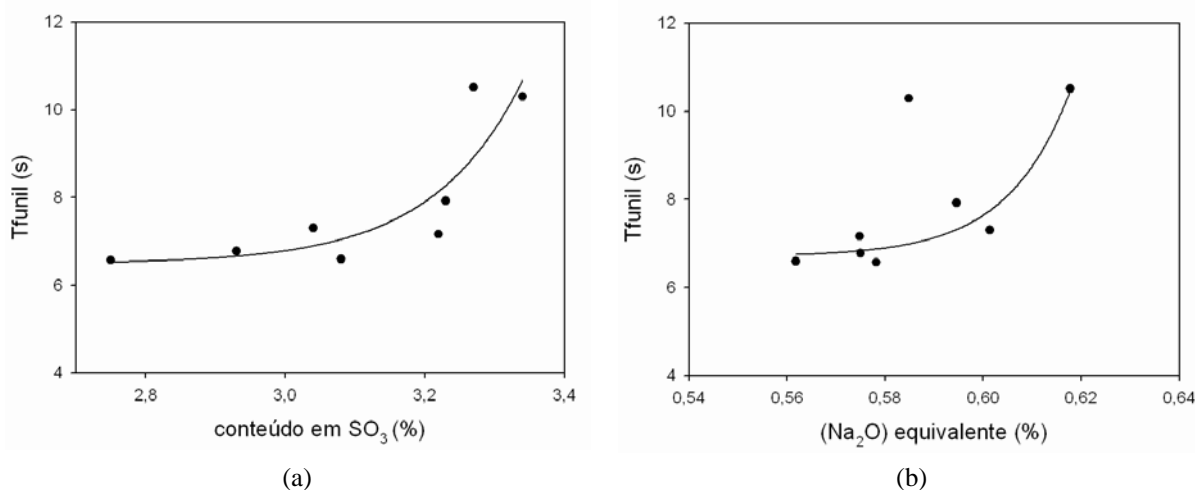 12
10
8
6
4
Tfunil (s)
2,8 3,0 3,2 3,4
conteúdo em SO3 (%)
(a)
12
10
8
6
4
Tfunil (s)
0,54 0,56 0,58 0,60 0,62 0,64
(Na2O) equivalente (%)
(b)